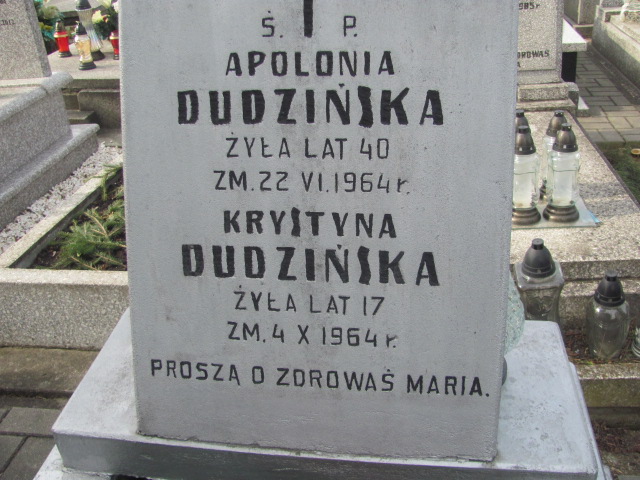 Ś. P.
APOLONIA
DUDZIŃSKA
ŻYŁA LAT 40
ZM. 22 VI. 1964 r.
KRYSTYNA
DUDZIŃSKA
ŻYŁA LAT 17
ZM. 4 X 1964 r.
PROSZĄ O ZDROWAŚ MARIA.
ZDROWAŚ